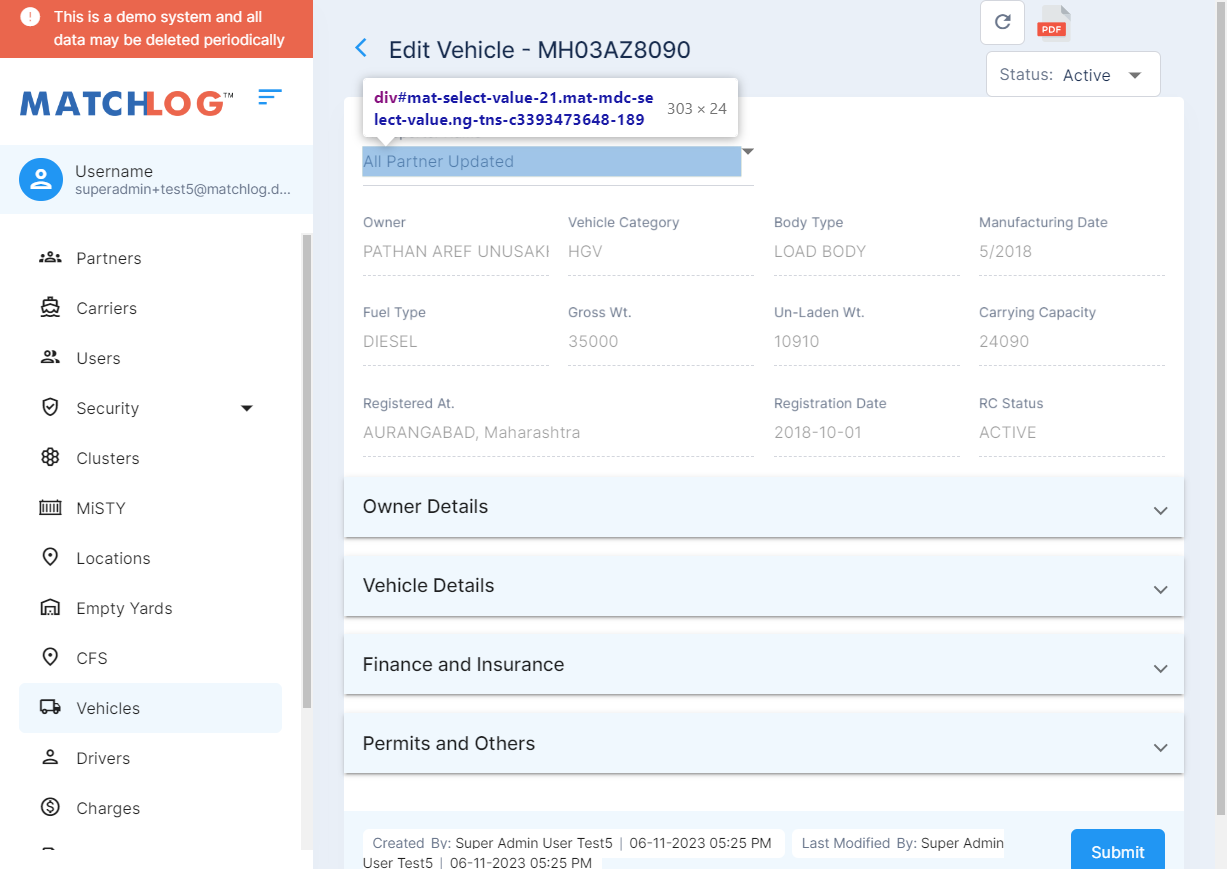 This is a demo system and all
data may be deleted periodically
MATCHLOG™
Username
superadmin+test5@matchlog.d...
Partners
Carriers
Users
Security
Clusters
MiSTY
Locations
Empty Yards
CFS
Vehicles
Drivers
Charges
Edit Vehicle - MH03AZ8090
PDF
Status: Active
div#mat-select-value-21.mat-mdc-se
lect-value.ng-tns-c3393473648-189
303 × 24
All Partner Updated
Owner Vehicle Category Body Type Manufacturing Date
PATHAN AREF UNUSAKH HGV LOAD BODY 5/2018
Fuel Type Gross Wt. Un-Laden Wt. Carrying Capacity
DIESEL 35000 10910 24090
Registered At. Registration Date RC Status
AURANGABAD, Maharashtra 2018-10-01 ACTIVE
Owner Details
Vehicle Details
Finance and Insurance
Permits and Others
Created By: Super Admin User Test5 | 06-11-2023 05:25 PM Last Modified By: Super Admin
User Test5 | 06-11-2023 05:25 PM
Submit